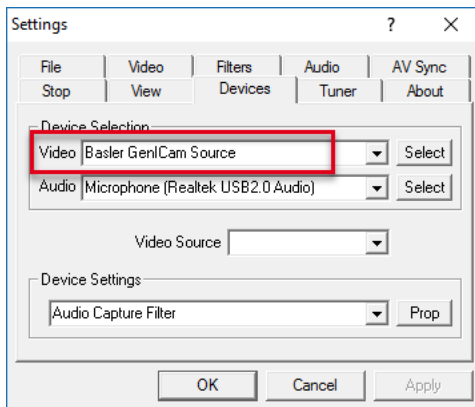 Settings
File Video Filters Audio AV Sync
Stop View Devices Tuner About
Device Selection
Video Basler GenICam Source Select
Audio Microphone (Realtek USB2.0 Audio) Select
Video Source
Device Settings
Audio Capture Filter Prop
OK Cancel Apply